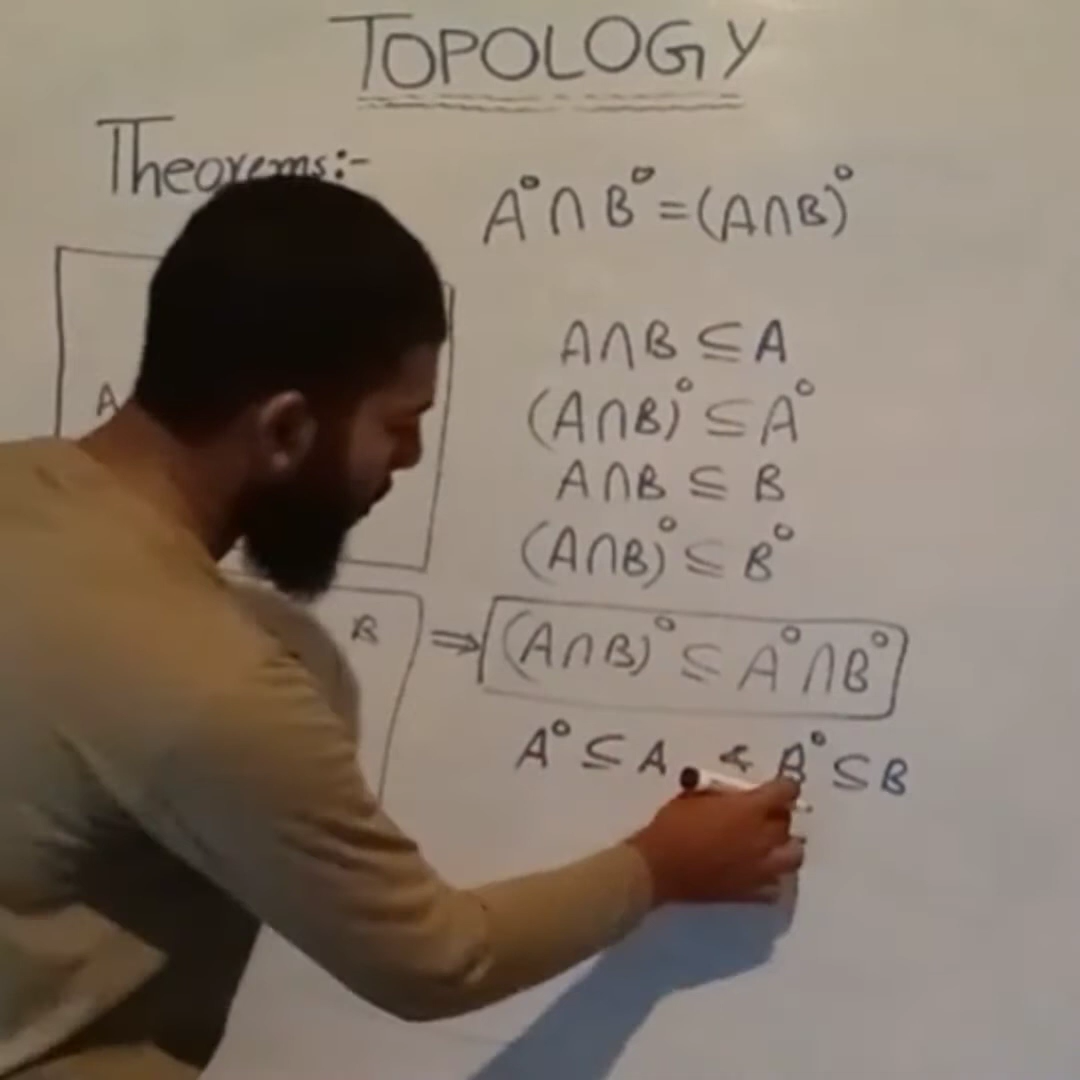 TOPOLOGY
Theorems:-
A° ∩ B° = (A∩B)°
A∩B ⊆ A
A
(A∩B)° ⊆ A°
A∩B ⊆ B
(A∩B)° ⊆ B°
B
⇒ (A∩B)° ⊆ A°∩B°
A° ⊆ A & A° ⊆ B